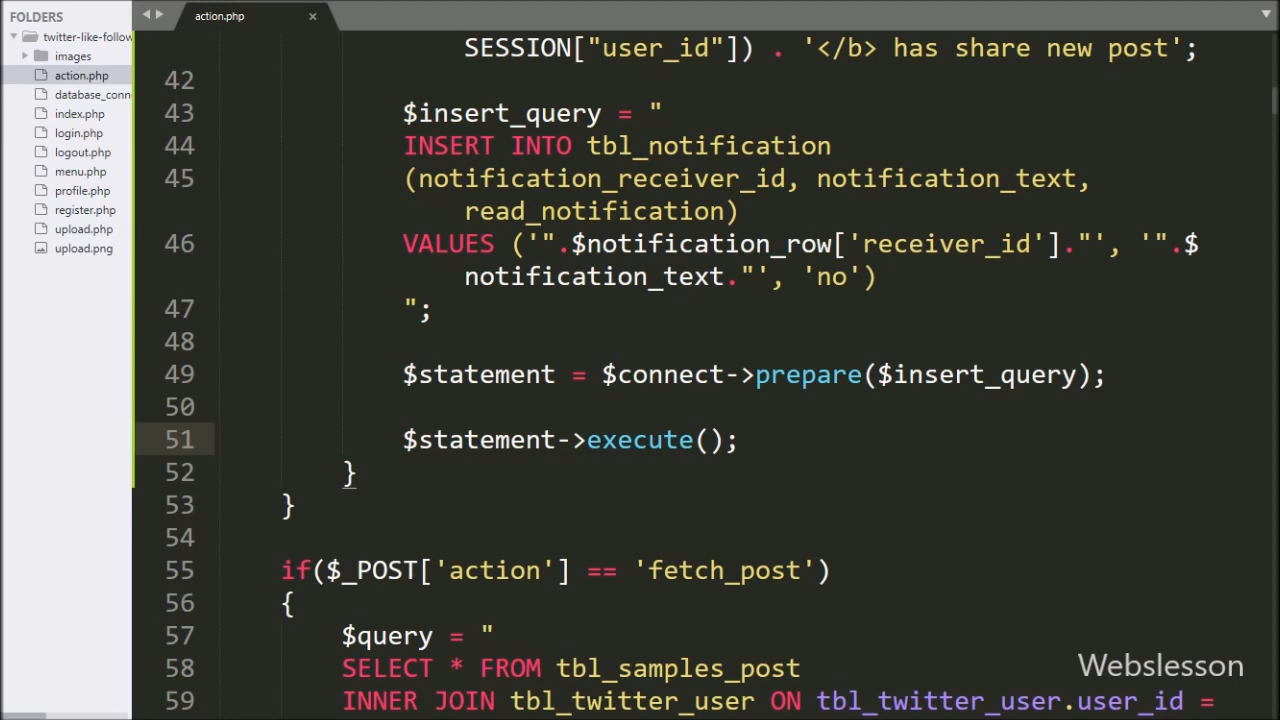 FOLDERS
twitter-like-follow
images
action.php
database_conn
index.php
login.php
logout.php
menu.php
profile.php
register.php
upload.php
upload.png
action.php ×
SESSION["user_id"]) . '</b> has share new post';
42
43 $insert_query = "
44 INSERT INTO tbl_notification
45 (notification_receiver_id, notification_text,
read_notification)
46 VALUES ('".$notification_row['receiver_id']."', '".$
notification_text."', 'no')
47 ";
48
49 $statement = $connect->prepare($insert_query);
50
51 $statement->execute();
52 }
53 }
54
55 if($_POST['action'] == 'fetch_post')
56 {
57 $query = "
58 SELECT * FROM tbl_samples_post
59 INNER JOIN tbl_twitter_user ON tbl_twitter_user.user_id =
Webslesson